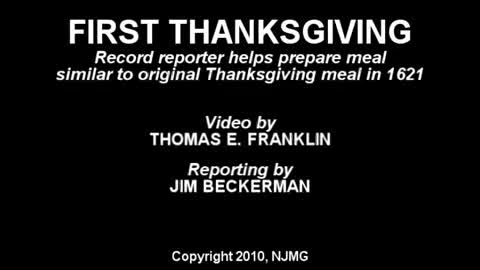 FIRST THANKSGIVING
Record reporter helps prepare meal
similar to original Thanksgiving meal in 1621
Video by
THOMAS E. FRANKLIN
Reporting by
JIM BECKERMAN
Copyright 2010, NJMG